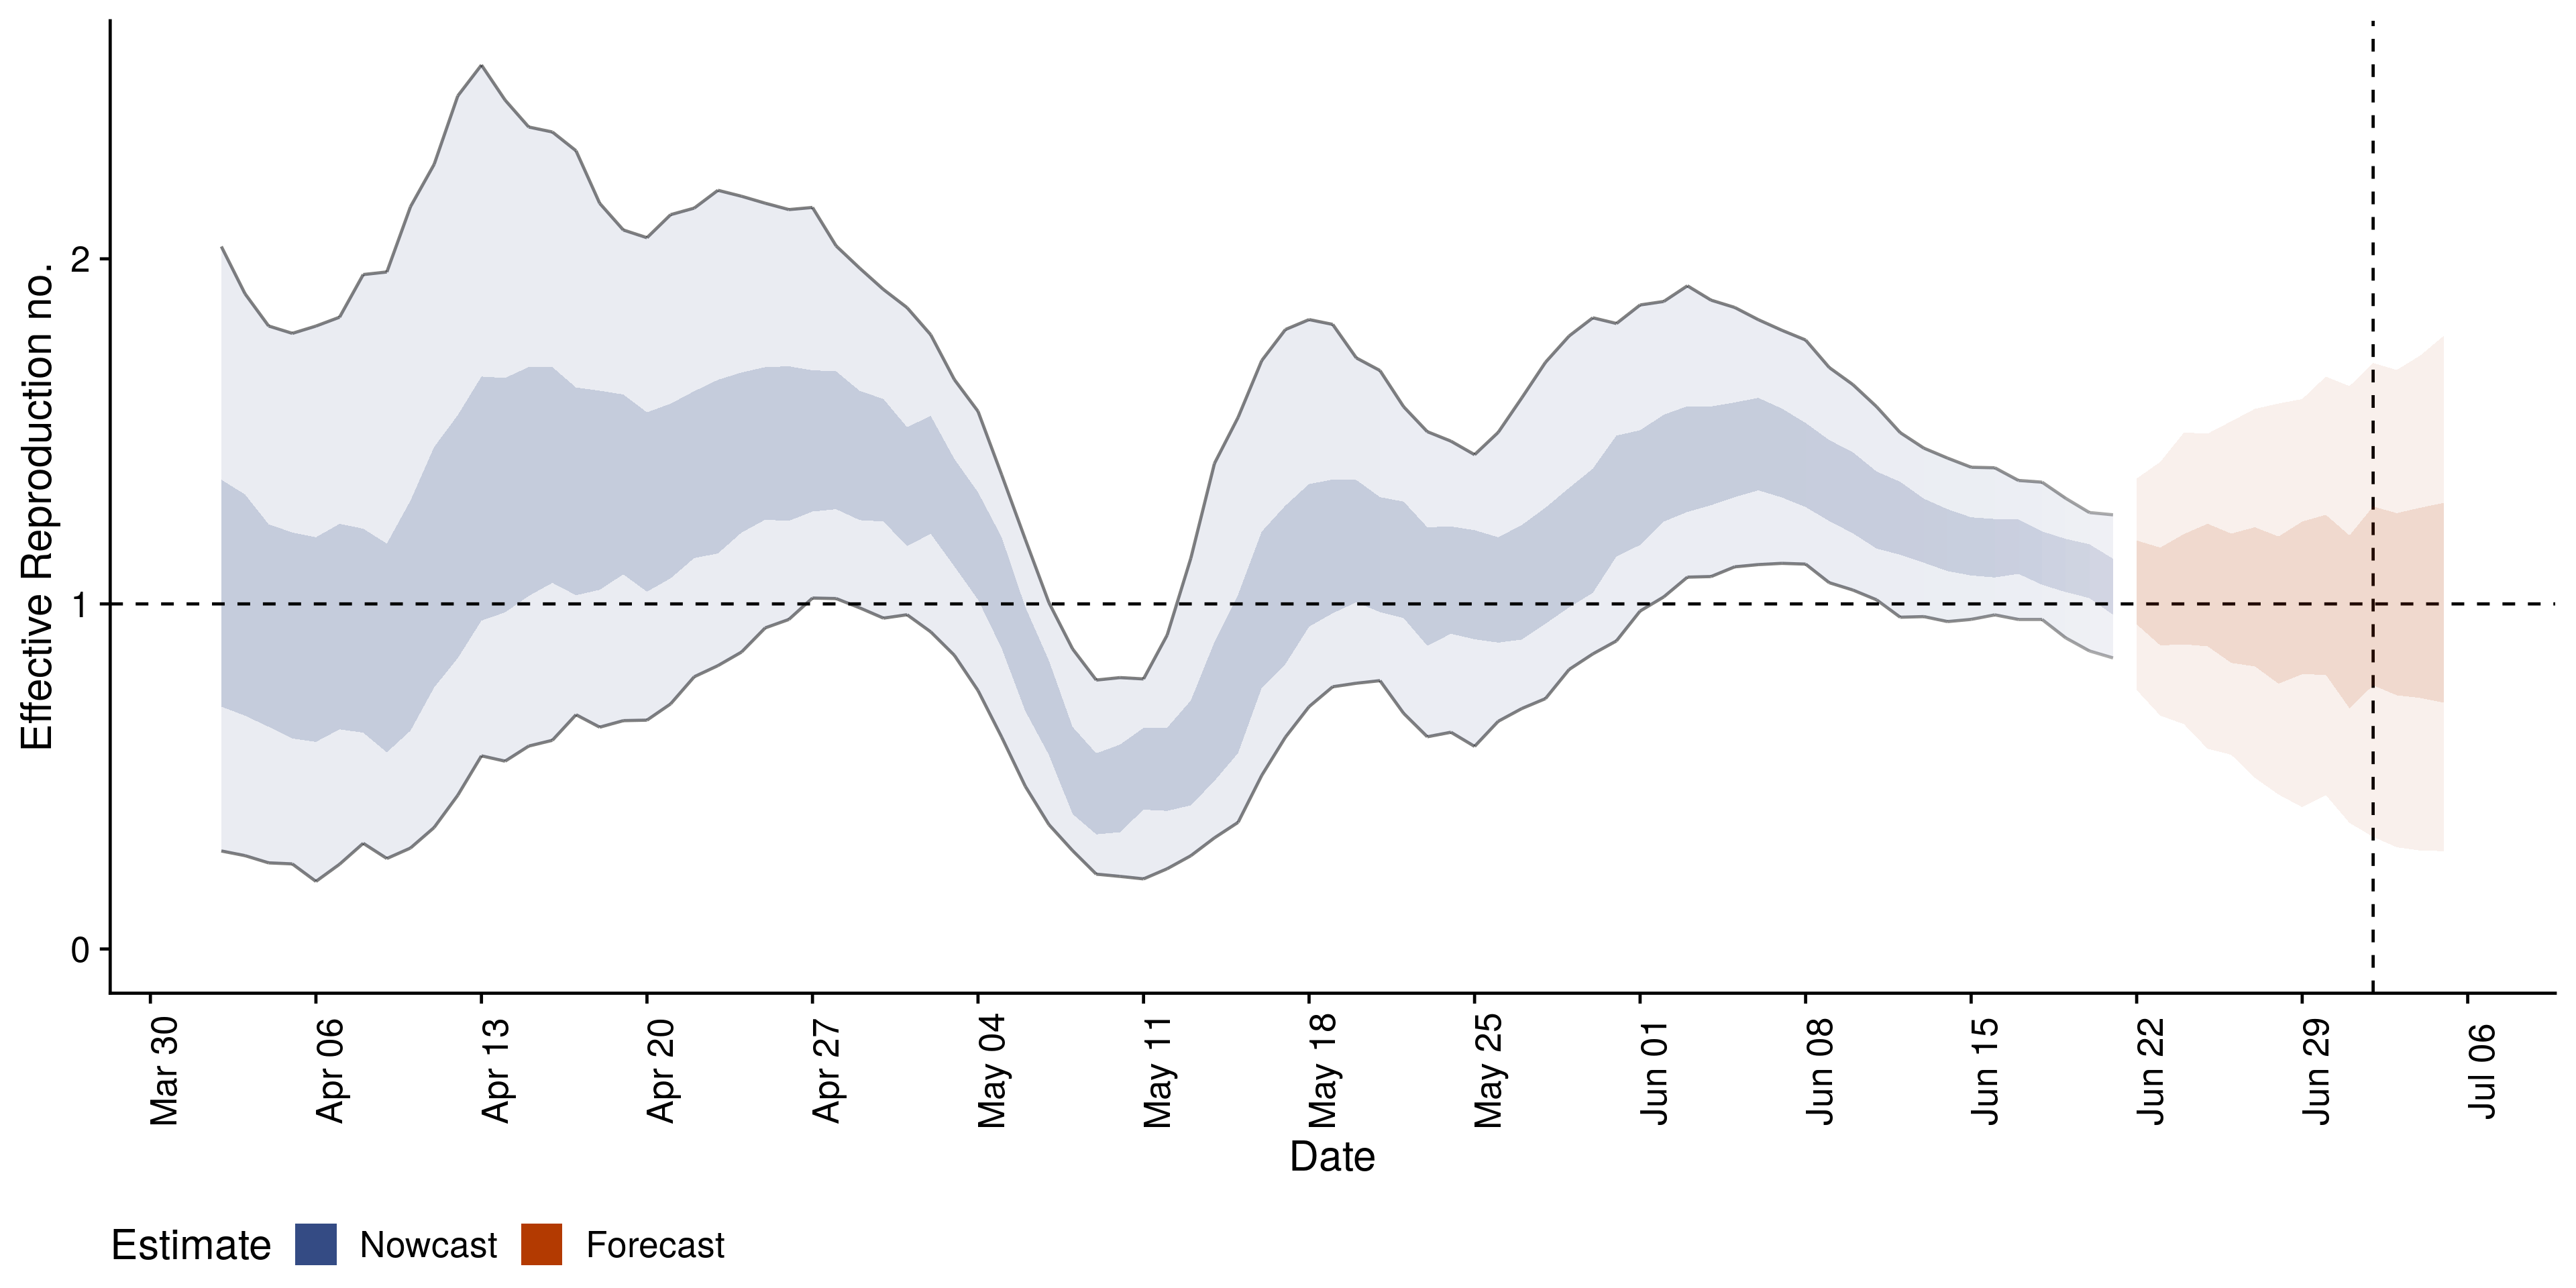 Effective Reproduction no.
2
1
0
Mar 30
Apr 06
Apr 13
Apr 20
Apr 27
May 04
May 11
May 18
May 25
Jun 01
Jun 08
Jun 15
Jun 22
Jun 29
Jul 06
Date
Estimate Nowcast Forecast